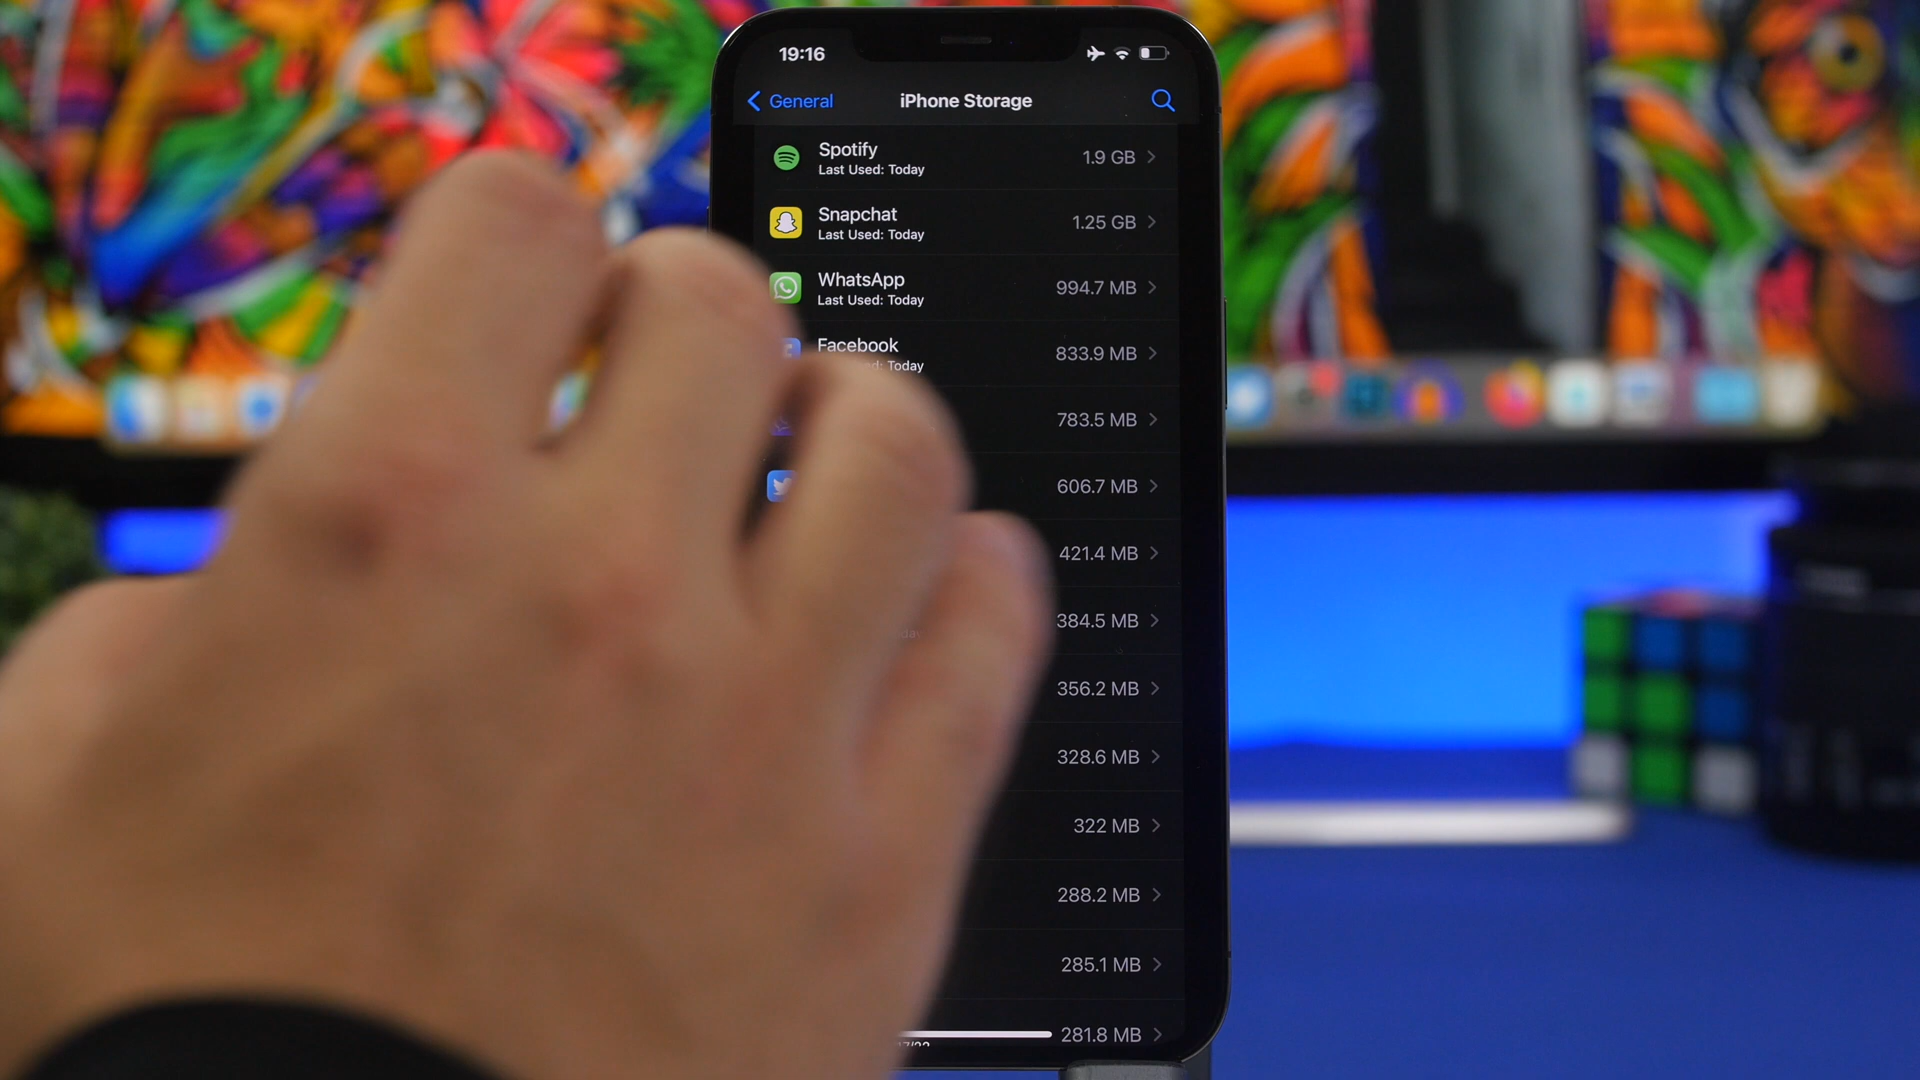 19:16
General
iPhone Storage
Spotify
1.9 GB
Last Used: Today
Snapchat
1.25 GB
Last Used: Today
WhatsApp
994.7 MB
Last Used: Today
Facebook
833.9 MB
Today
783.5 MB
606.7 MB
421.4 MB
384.5 MB
356.2 MB
328.6 MB
322 MB
288.2 MB
285.1 MB
281.8 MB